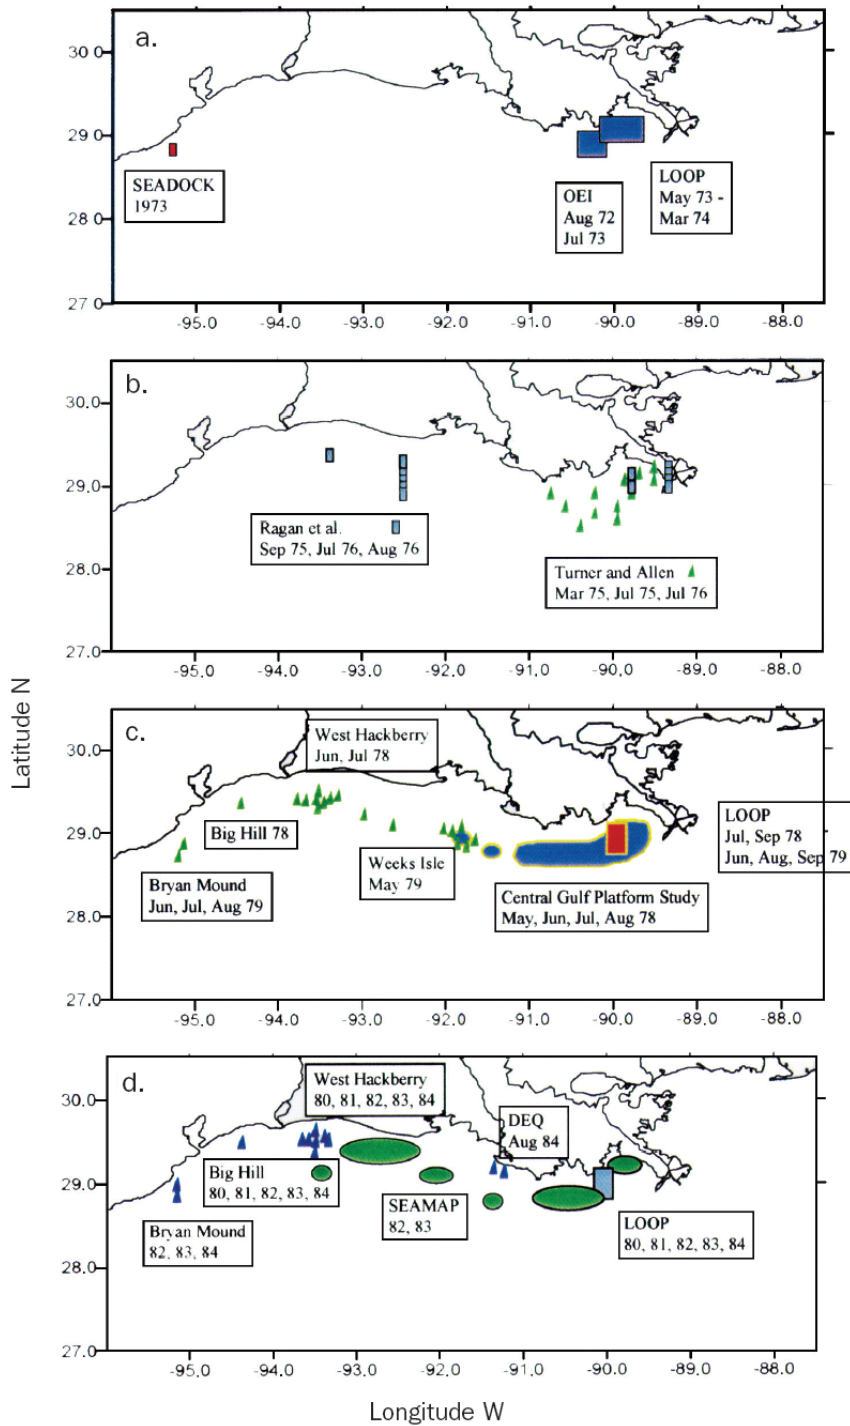 a.
30 0
29 0
28 0
27 0
SEADOCK
1973
OEI
Aug 72
Jul 73
LOOP
May 73 -
Mar 74
-95.0 -94.0 -93.0 -92.0 -91.0 -90.0 -89.0 -88.0
b.
30.0
29.0
28.0
27.0
Ragan et al.
Sep 75, Jul 76, Aug 76
Turner and Allen
Mar 75, Jul 75, Jul 76
-95.0 -94.0 -93.0 -92.0 -91.0 -90.0 -89.0 -88.0
Latitude N
c.
30.0
29.0
28.0
27.0
West Hackberry
Jun, Jul 78
Big Hill 78
Bryan Mound
Jun, Jul, Aug 79
Weeks Isle
May 79
Central Gulf Platform Study
May, Jun, Jul, Aug 78
LOOP
Jul, Sep 78
Jun, Aug, Sep 79
-95.0 -94.0 -93.0 -92.0 -91.0 -90.0 -89.0 -88.0
d.
30.0
29.0
28.0
27.0
West Hackberry
80, 81, 82, 83, 84
DEQ
Aug 84
Big Hill
80, 81, 82, 83, 84
SEAMAP
82, 83
Bryan Mound
82, 83, 84
LOOP
80, 81, 82, 83, 84
-95.0 -94.0 -93.0 -92.0 -91.0 -90.0 -89.0 -88.0
Longitude W